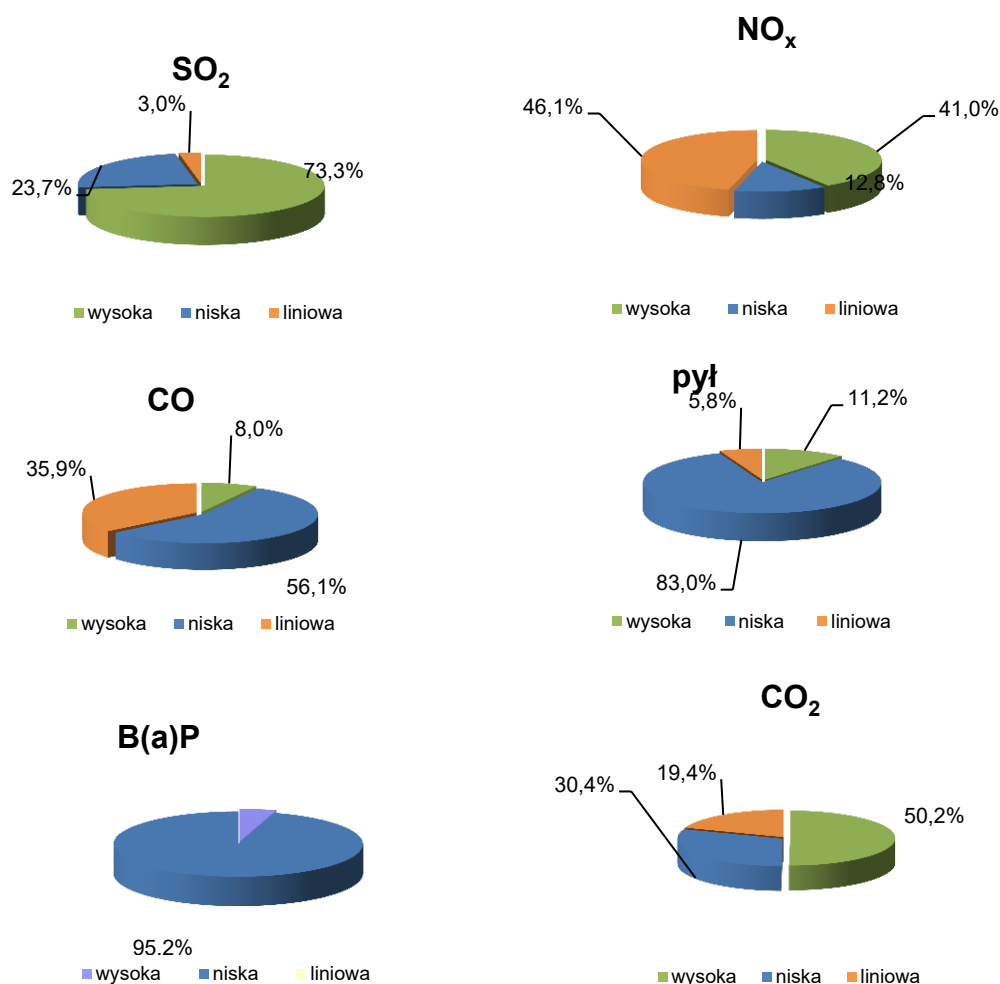 SO₂
3,0%
73,3%
23,7%
wysoka niska liniowa
NOₓ
46,1%
41,0%
12,8%
wysoka niska liniowa
CO
8,0%
35,9%
56,1%
wysoka niska liniowa
pył
5,8%
11,2%
83,0%
wysoka niska liniowa
B(a)P
95.2%
wysoka niska liniowa
CO₂
19,4%
30,4%
50,2%
wysoka niska liniowa